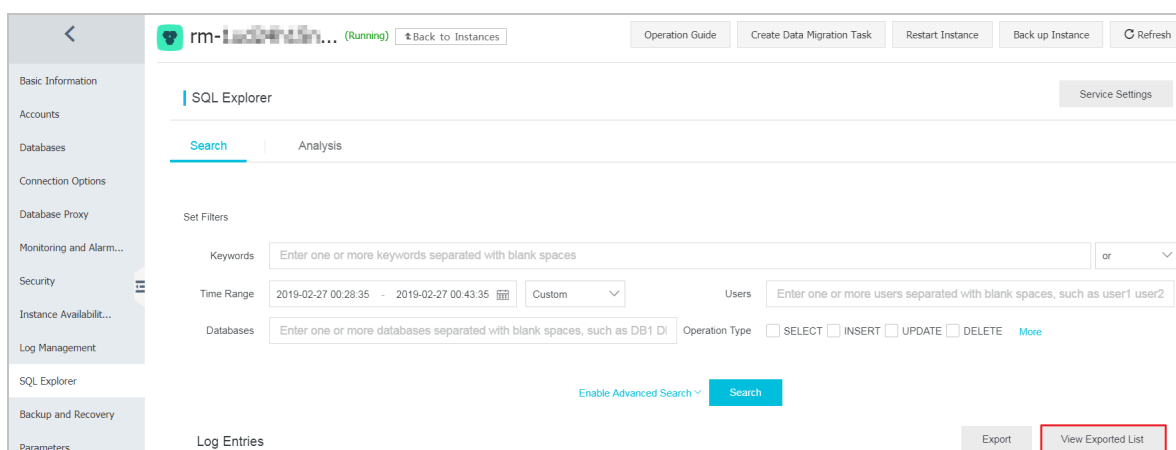 rm- ... (Running) Back to Instances Operation Guide Create Data Migration Task Restart Instance Back up Instance Refresh
Basic Information
SQL Explorer Service Settings
Accounts
Databases
Search Analysis
Connection Options
Database Proxy
Set Filters
Monitoring and Alarm...
Keywords Enter one or more keywords separated with blank spaces or
Security
Time Range 2019-02-27 00:28:35 - 2019-02-27 00:43:35 Custom Users Enter one or more users separated with blank spaces, such as user1 user2
Instance Availabilit...
Databases Enter one or more databases separated with blank spaces, such as DB1 D Operation Type SELECT INSERT UPDATE DELETE More
Log Management
SQL Explorer
Enable Advanced Search Search
Backup and Recovery
Log Entries Export View Exported List
Parameters